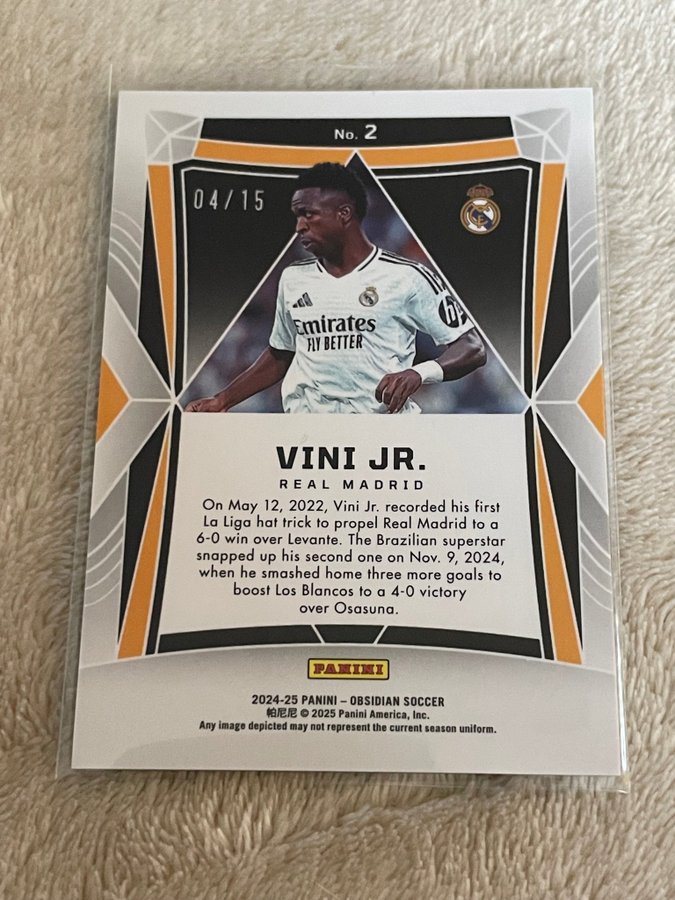 No. 2
04/15
hp
Emirates
FLY BETTER
VINI JR.
REAL MADRID
On May 12, 2022, Vini Jr. recorded his first
La Liga hat trick to propel Real Madrid to a
6-0 win over Levante. The Brazilian superstar
snapped up his second one on Nov. 9, 2024,
when he smashed home three more goals to
boost Los Blancos to a 4-0 victory
over Osasuna.
PANINI
2024-25 PANINI – OBSIDIAN SOCCER
帕尼尼 © 2025 Panini America, Inc.
Any image depicted may not represent the current season uniform.